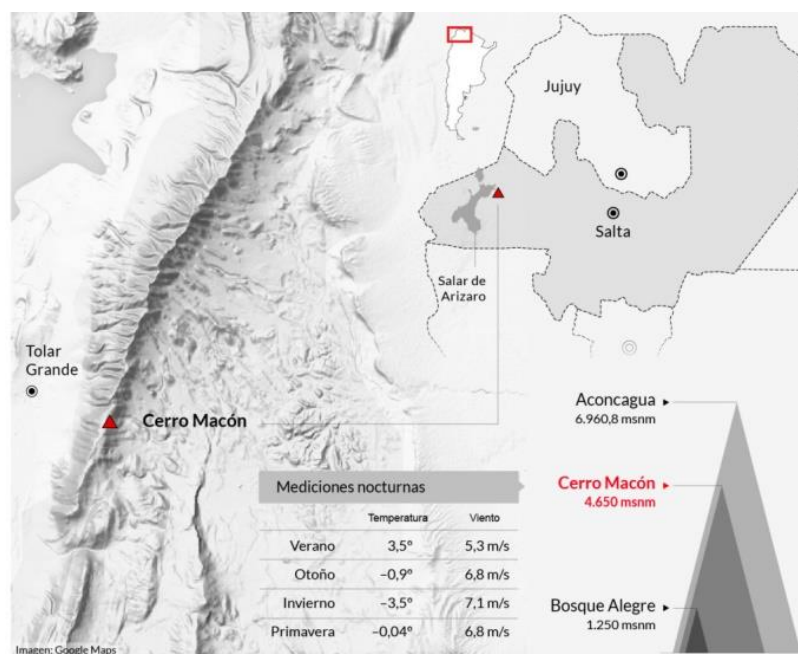 Jujuy
Salta
Salar de
Arizaro
Tolar
Grande
Cerro Macón
Aconcagua
6.960,8 msnm
Cerro Macón
4.650 msnm
Bosque Alegre
1.250 msnm
Mediciones nocturnas
Temperatura Viento
Verano 3,5° 5,3 m/s
Otoño –0,9° 6,8 m/s
Invierno –3,5° 7,1 m/s
Primavera –0,04° 6,8 m/s
Imagen: Google Maps